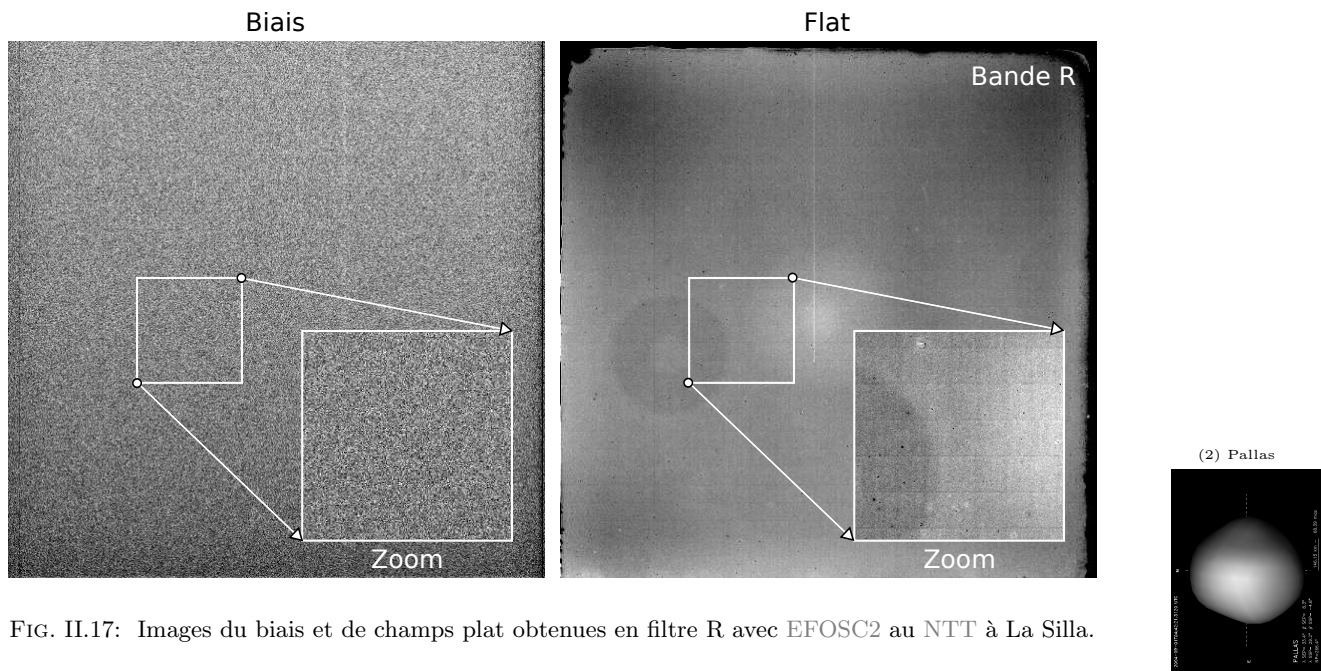 Biais
Flat
Bande R
Zoom
Zoom
(2) Pallas
PALLAS
FIG. II.17: Images du biais et de champs plat obtenues en filtre R avec EFOSC2 au NTT à La Silla.